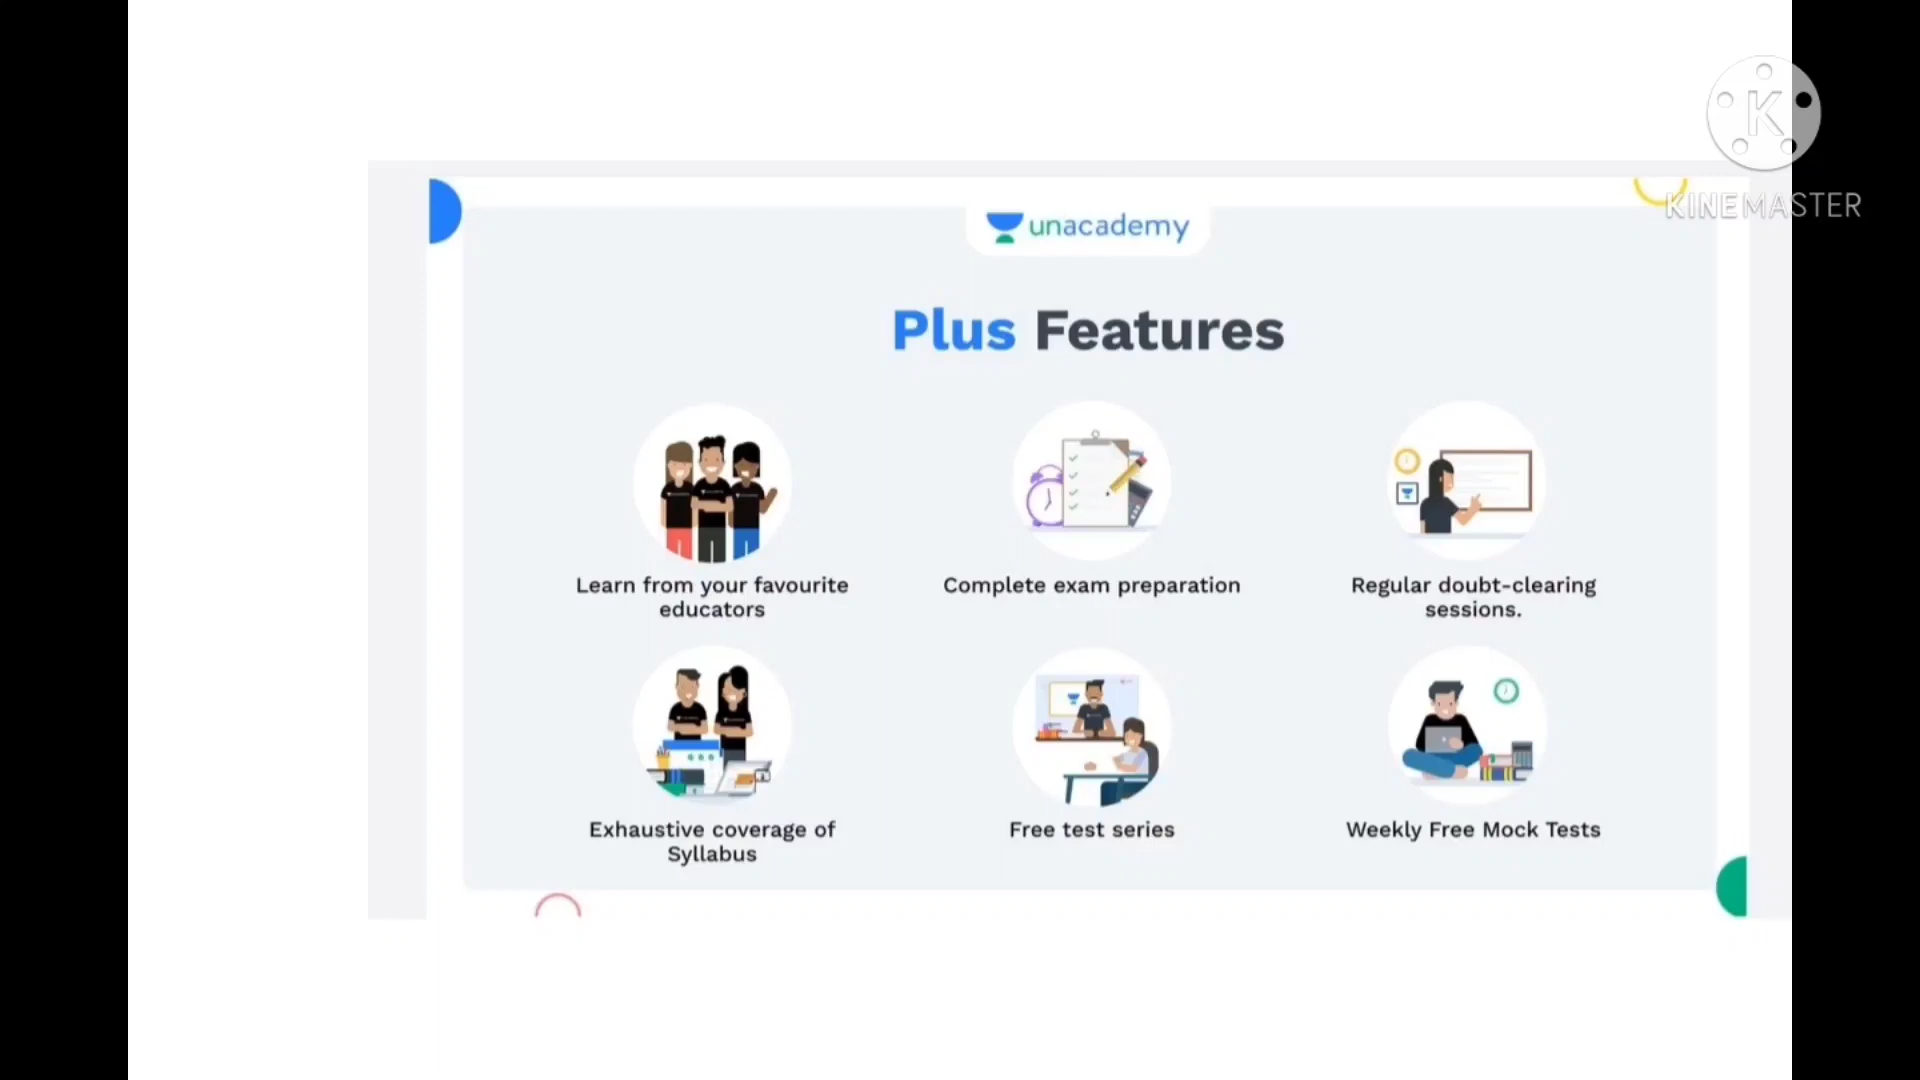 K
KINEMASTER
unacademy
Plus Features
Learn from your favourite
educators
Complete exam preparation
Regular doubt-clearing
sessions.
Exhaustive coverage of
Syllabus
Free test series
Weekly Free Mock Tests